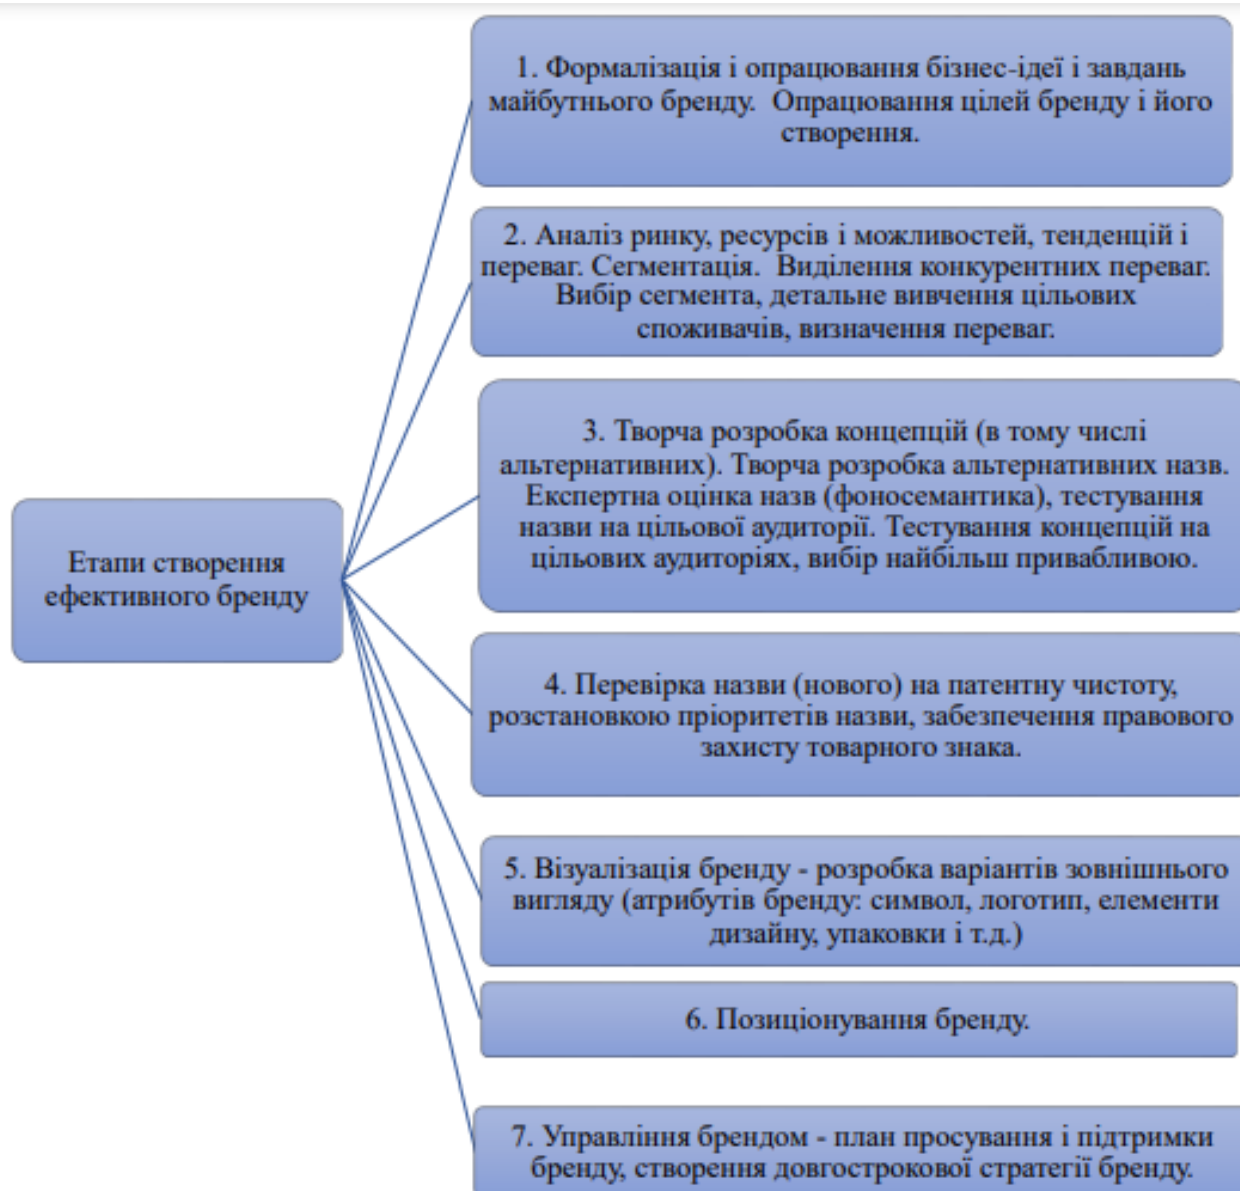 Етапи створення
ефективного бренду
1. Формалізація і опрацювання бізнес-ідеї і завдань
майбутнього бренду. Опрацювання цілей бренду і його
створення.
2. Аналіз ринку, ресурсів і можливостей, тенденцій і
переваг. Сегментація. Виділення конкурентних переваг.
Вибір сегмента, детальне вивчення цільових
споживачів, визначення переваг.
3. Творча розробка концепцій (в тому числі
альтернативних). Творча розробка альтернативних назв.
Експертна оцінка назв (фоносемантика), тестування
назви на цільової аудиторії. Тестування концепцій на
цільових аудиторіях, вибір найбільш привабливою.
4. Перевірка назви (нового) на патентну чистоту,
розстановкою пріоритетів назви, забезпечення правового
захисту товарного знака.
5. Візуалізація бренду - розробка варіантів зовнішнього
вигляду (атрибутів бренду: символ, логотип, елементи
дизайну, упаковки і т.д.)
6. Позиціонування бренду.
7. Управління брендом - план просування і підтримки
бренду, створення довгострокової стратегії бренду.